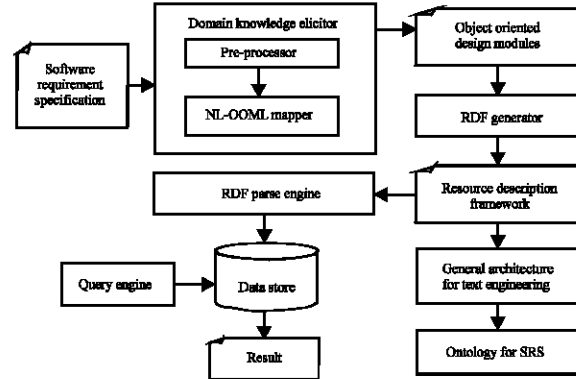 Domain knowledge elicitor
Pre-processor
NL-OOML mapper
Software
requirement
specification
Object oriented
design modules
RDF generator
Resource description
framework
RDF parse engine
General architecture
for text engineering
Query engine
Data store
Ontology for SRS
Result